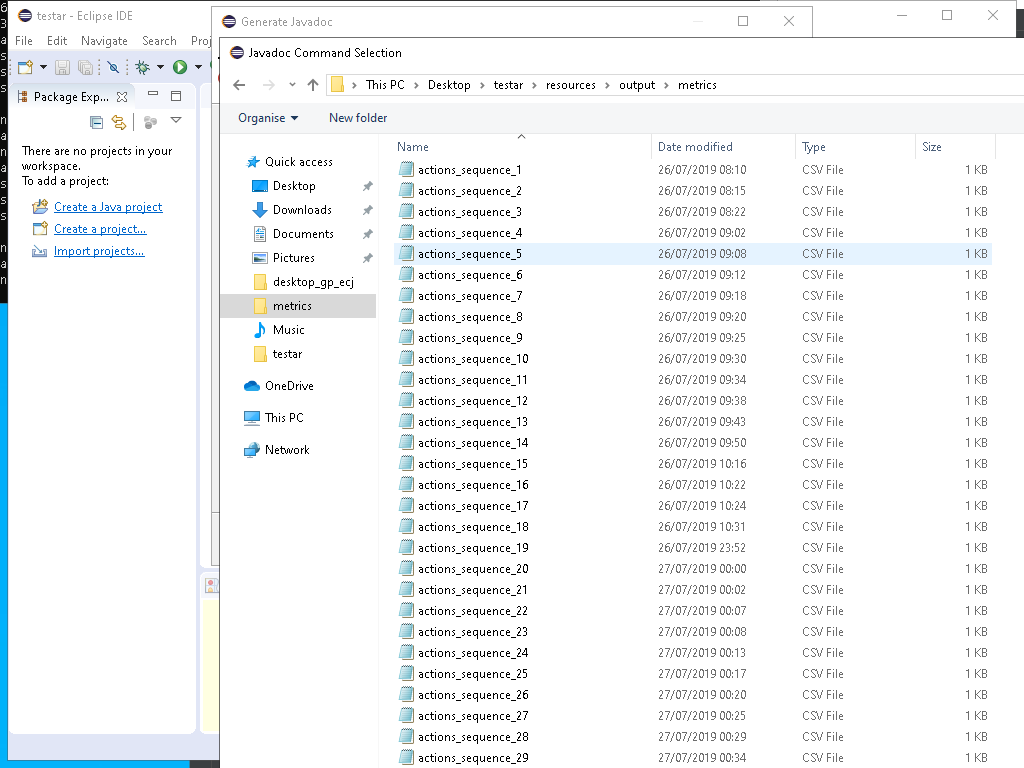 testar - Eclipse IDE
File Edit Navigate Search Proj
Package Exp...
There are no projects in your
workspace.
To add a project:
Create a Java project
Create a project...
Import projects...
Generate Javadoc
Javadoc Command Selection
This PC Desktop testar resources output metrics
Organise New folder
Quick access
Desktop
Downloads
Documents
Pictures
desktop_gp_ecj
metrics
Music
testar
OneDrive
This PC
Network
Name Date modified Type Size
actions_sequence_1 26/07/2019 08:10 CSV File 1 KB
actions_sequence_2 26/07/2019 08:15 CSV File 1 KB
actions_sequence_3 26/07/2019 08:22 CSV File 1 KB
actions_sequence_4 26/07/2019 09:02 CSV File 1 KB
actions_sequence_5 26/07/2019 09:08 CSV File 1 KB
actions_sequence_6 26/07/2019 09:12 CSV File 1 KB
actions_sequence_7 26/07/2019 09:18 CSV File 1 KB
actions_sequence_8 26/07/2019 09:20 CSV File 1 KB
actions_sequence_9 26/07/2019 09:25 CSV File 1 KB
actions_sequence_10 26/07/2019 09:30 CSV File 1 KB
actions_sequence_11 26/07/2019 09:34 CSV File 1 KB
actions_sequence_12 26/07/2019 09:38 CSV File 1 KB
actions_sequence_13 26/07/2019 09:43 CSV File 1 KB
actions_sequence_14 26/07/2019 09:50 CSV File 1 KB
actions_sequence_15 26/07/2019 10:16 CSV File 1 KB
actions_sequence_16 26/07/2019 10:22 CSV File 1 KB
actions_sequence_17 26/07/2019 10:24 CSV File 1 KB
actions_sequence_18 26/07/2019 10:31 CSV File 1 KB
actions_sequence_19 26/07/2019 23:52 CSV File 1 KB
actions_sequence_20 27/07/2019 00:00 CSV File 1 KB
actions_sequence_21 27/07/2019 00:02 CSV File 1 KB
actions_sequence_22 27/07/2019 00:07 CSV File 1 KB
actions_sequence_23 27/07/2019 00:08 CSV File 1 KB
actions_sequence_24 27/07/2019 00:13 CSV File 1 KB
actions_sequence_25 27/07/2019 00:17 CSV File 1 KB
actions_sequence_26 27/07/2019 00:20 CSV File 1 KB
actions_sequence_27 27/07/2019 00:25 CSV File 1 KB
actions_sequence_28 27/07/2019 00:29 CSV File 1 KB
actions_sequence_29 27/07/2019 00:34 CSV File 1 KB